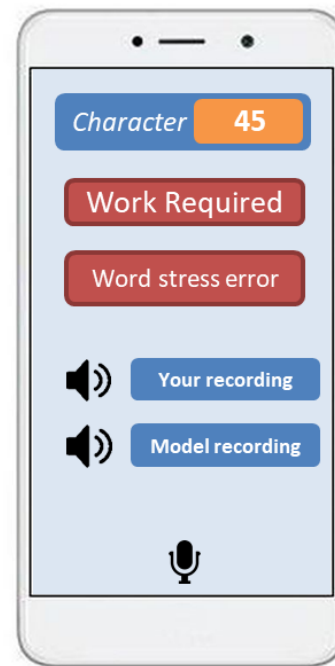 Character 45
Work Required
Word stress error
Your recording
Model recording